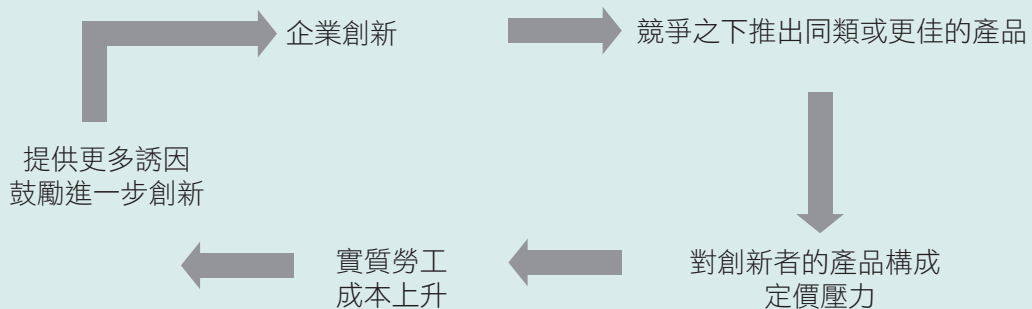 企業創新
競爭之下推出同類或更佳的產品
對創新者的產品構成
定價壓力
實質勞工
成本上升
提供更多誘因
鼓勵進一步創新